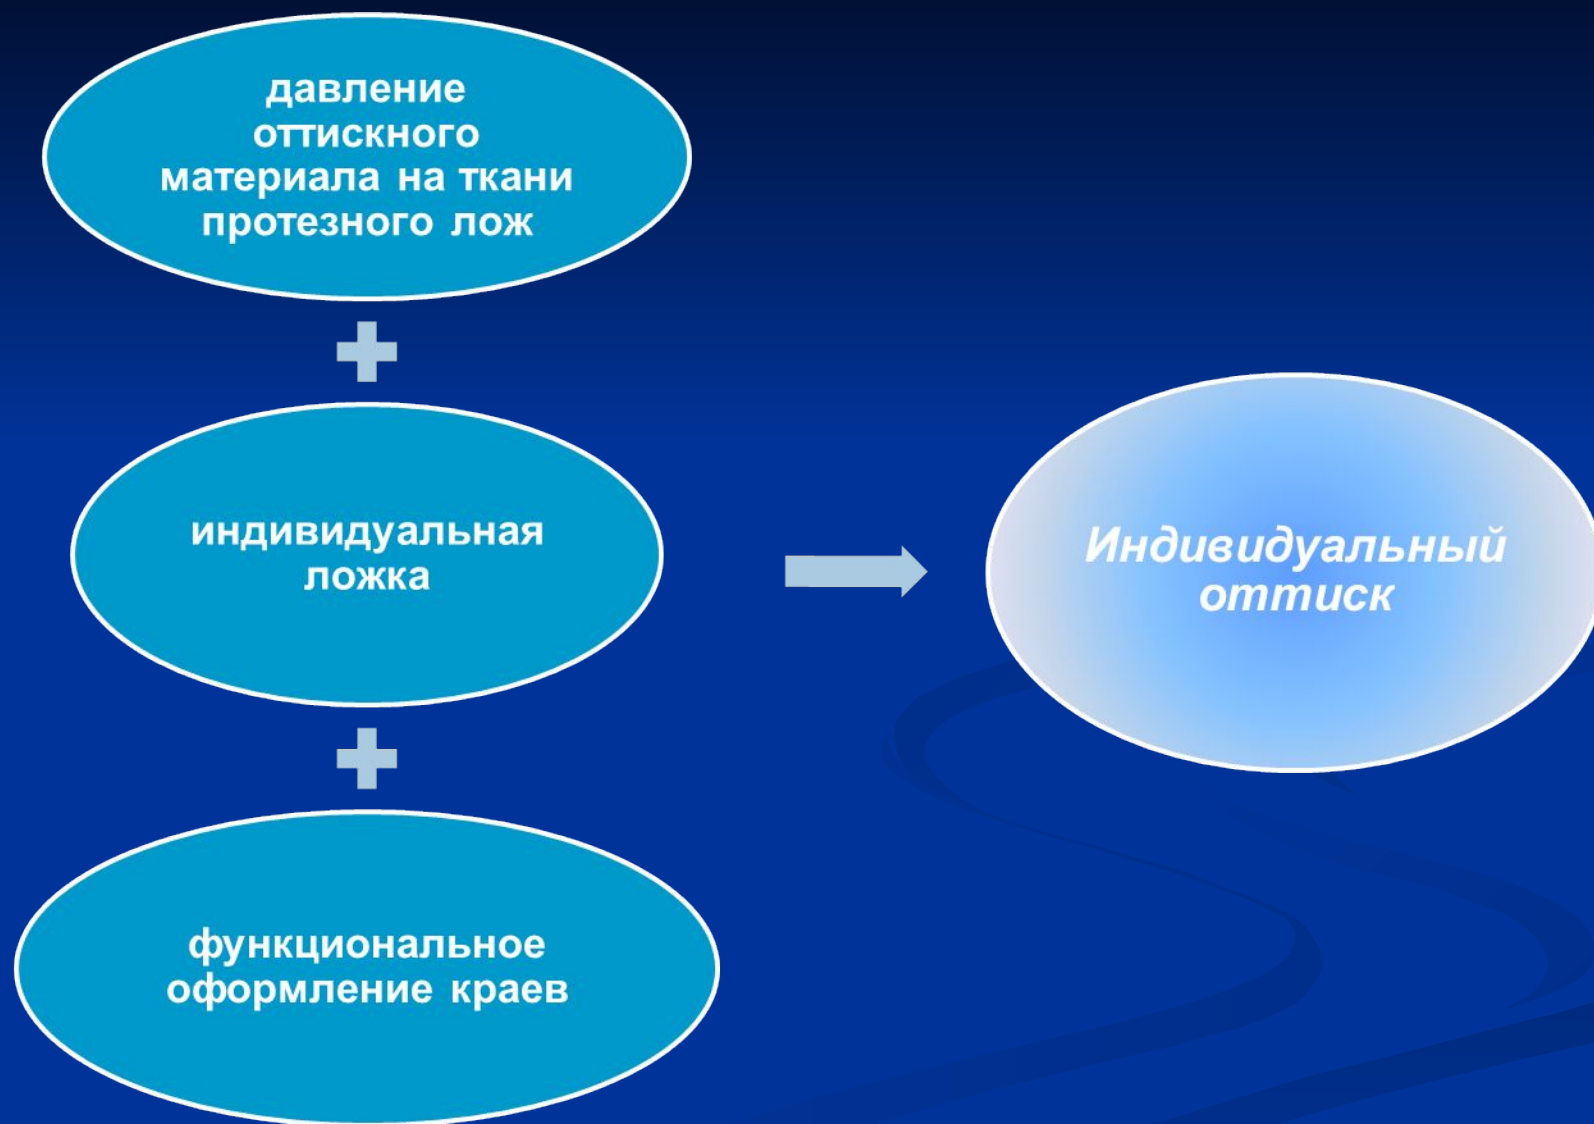 давление
оттискного
материала на ткани
протезного лож
индивидуальная
ложка
функциональное
оформление краев
Индивидуальный
оттиск